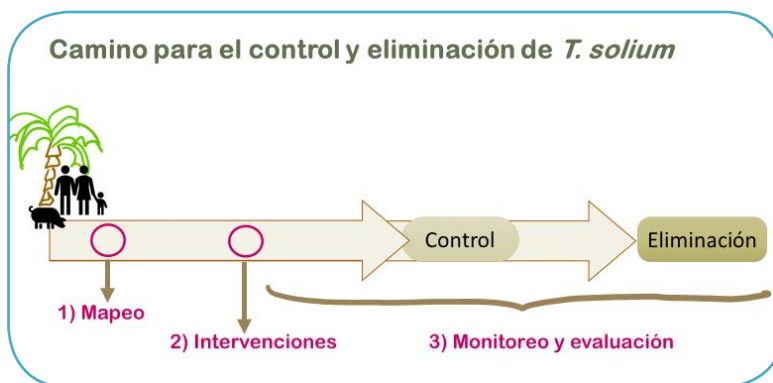 Camino para el control y eliminación de T. solium
Control
Eliminación
1) Mapeo
2) Intervenciones
3) Monitoreo y evaluación